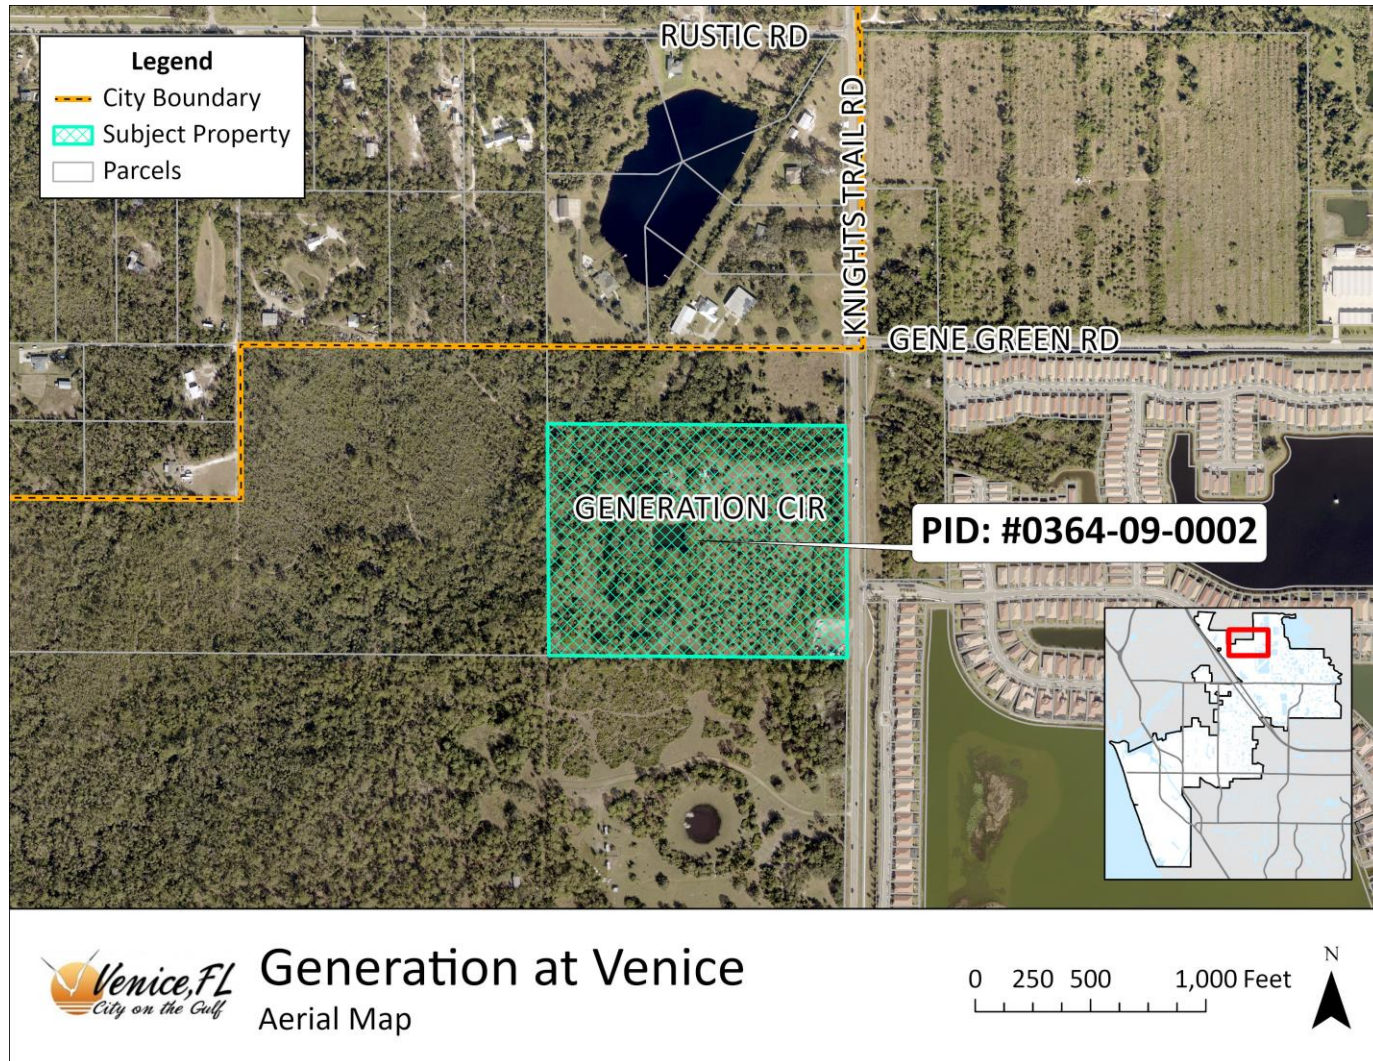 RUSTIC RD
Legend
City Boundary
Subject Property
Parcels
KNIGHTS TRAIL RD
GENE GREEN RD
GENERATION CIR
PID: #0364-09-0002
Venice, FL
City on the Gulf
Generation at Venice
Aerial Map
0 250 500 1,000 Feet
N